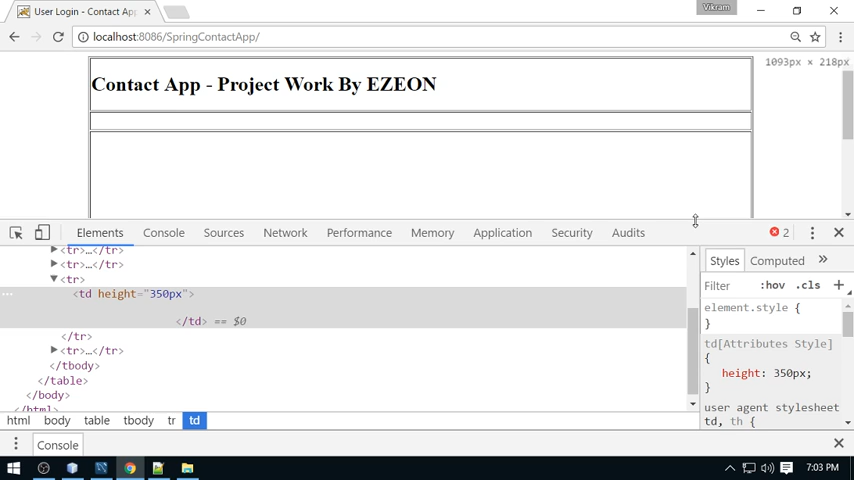 User Login - Contact App
Vikram
localhost:8086/SpringContactApp/
1093px x 218px
Contact App - Project Work By EZEON
Elements Console Sources Network Performance Memory Application Security Audits 2
<tr>…</tr>
<tr>…</tr>
<tr>
<td height="350px">
</td> == $0
</tr>
<tr>…</tr>
</tbody>
</table>
</body>
</html>
Styles Computed »
Filter :hov .cls +
element.style {
}
td[Attributes Style]
{
height: 350px;
}
user agent stylesheet
td, th {
html body table tbody tr td
Console
7:03 PM